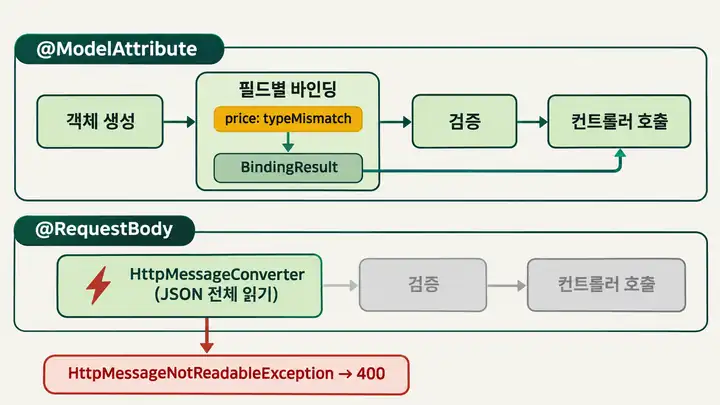 @ModelAttribute
객체 생성
필드별 바인딩
price: typeMismatch
BindingResult
검증
컨트롤러 호출
@RequestBody
HttpMessageConverter
(JSON 전체 읽기)
검증
컨트롤러 호출
HttpMessageNotReadableException → 400